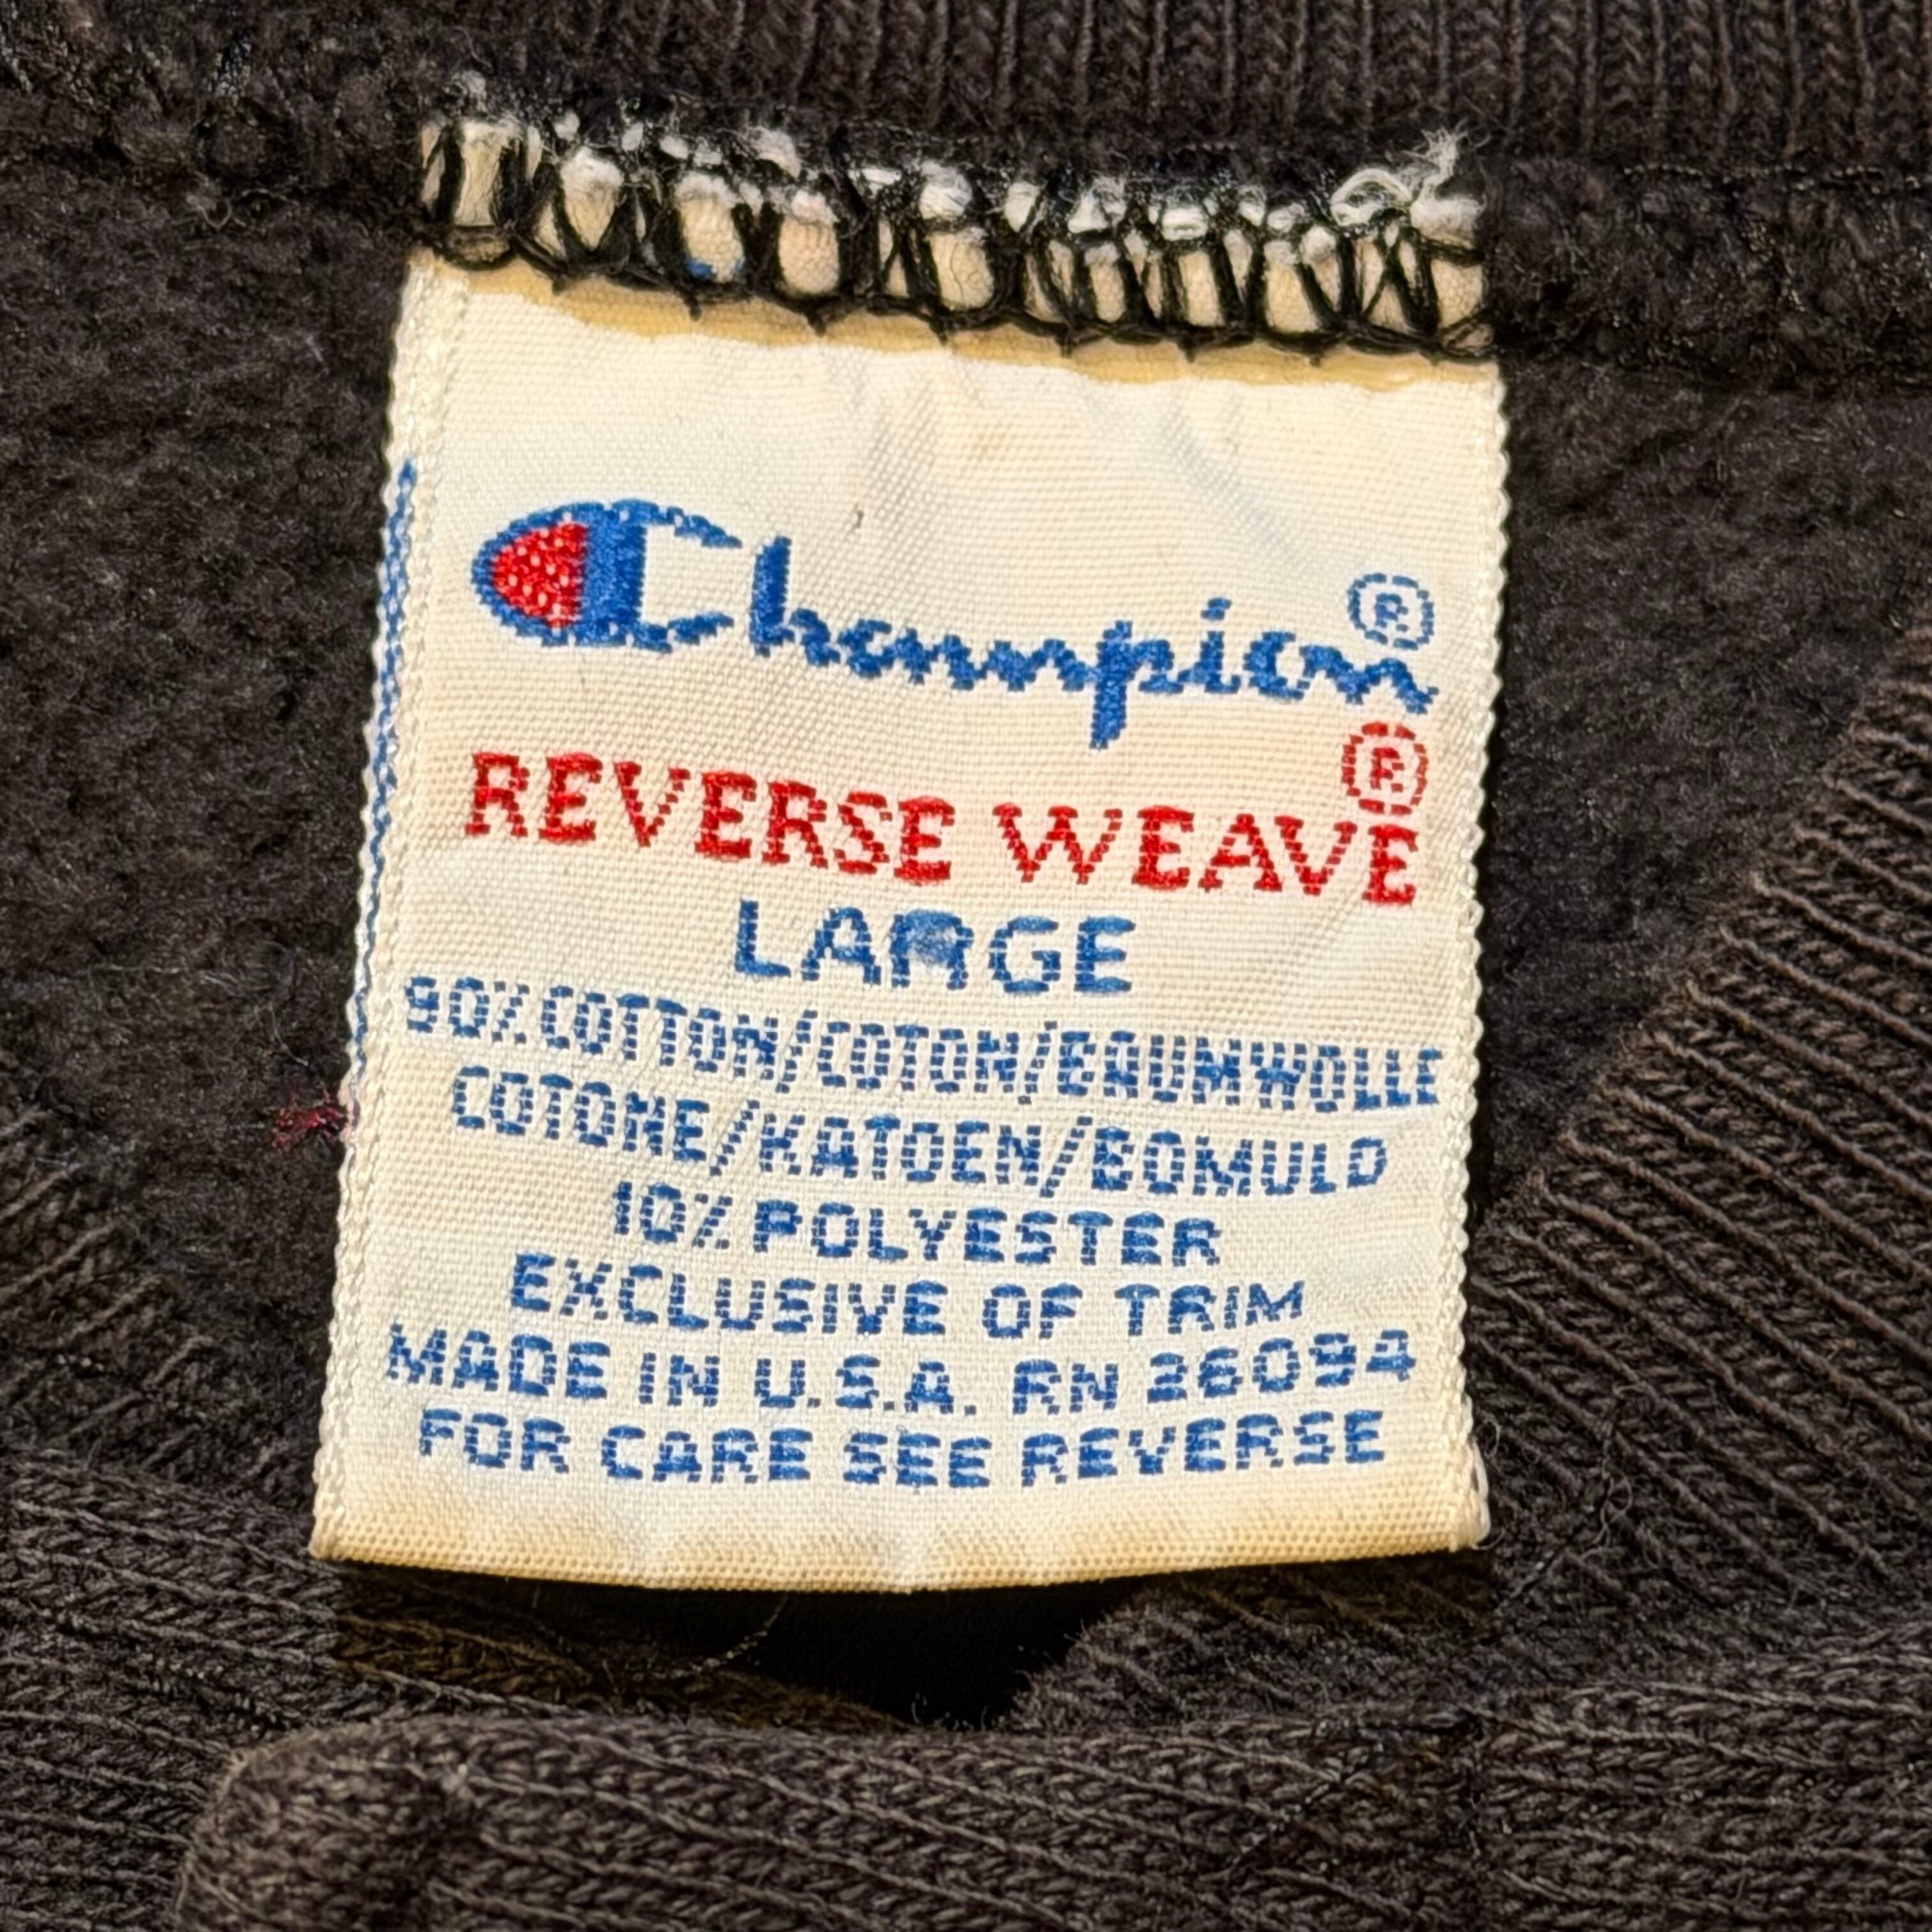 Champion®
REVERSE WEAVE®
LARGE
90% COTTON/COTON/BAUMWOLLE
COTONE/KATOEN/BOMULD
10% POLYESTER
EXCLUSIVE OF TRIM
MADE IN U.S.A. RN 26094
FOR CARE SEE REVERSE